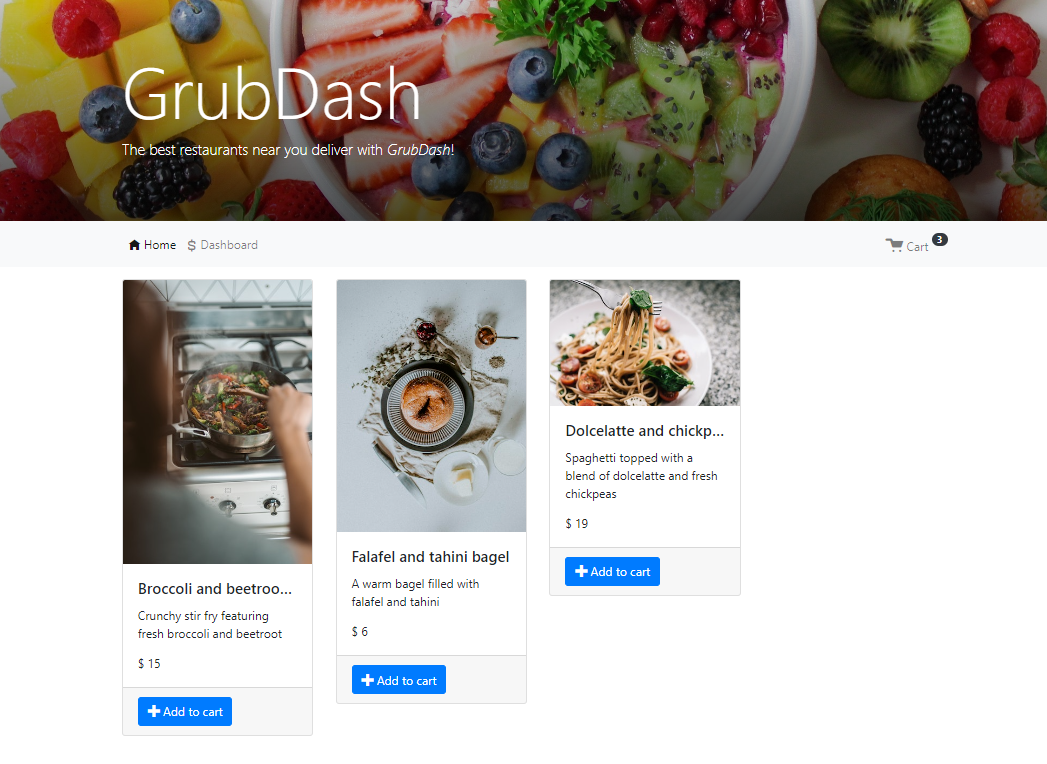 GrubDash
The best restaurants near you deliver with GrubDash!
Home $ Dashboard
Cart 3
Broccoli and beetroo...
Crunchy stir fry featuring
fresh broccoli and beetroot
$ 15
Add to cart
Falafel and tahini bagel
A warm bagel filled with
falafel and tahini
$ 6
Add to cart
Dolcelatte and chickp...
Spaghetti topped with a
blend of dolcelatte and fresh
chickpeas
$ 19
Add to cart